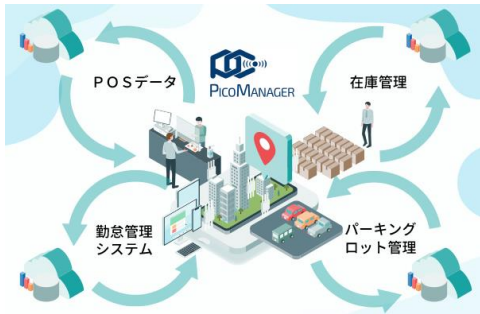 POSデータ
PICOMANAGER
在庫管理
勤怠管理
システム
パーキング
ロット管理